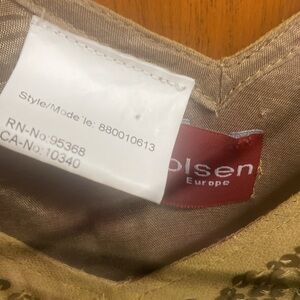 Style/Modèle: 880010613
RN-No:95368
CA-No:10340
olsen
Europe